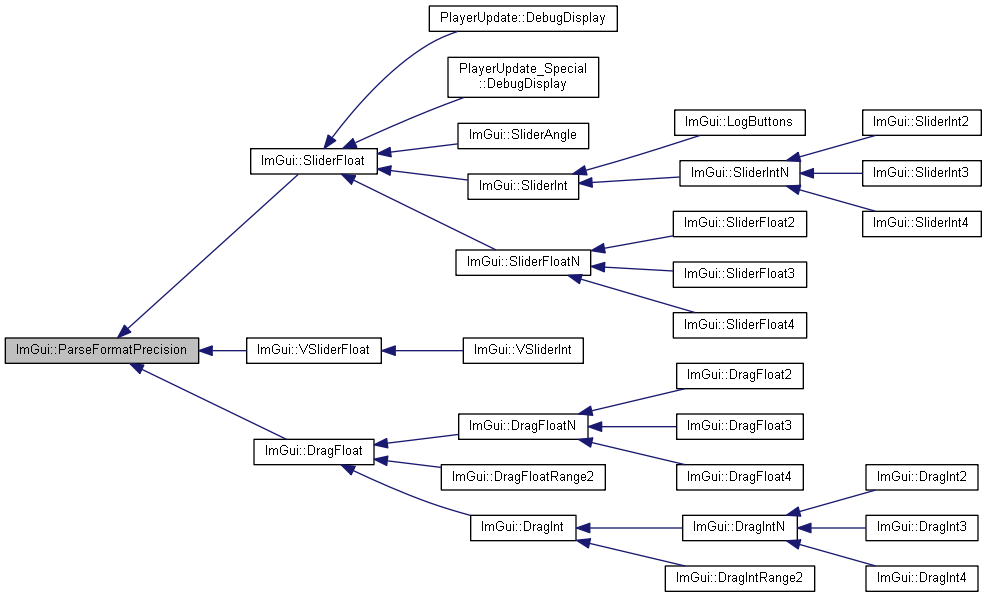 PlayerUpdate::DebugDisplay
PlayerUpdate_Special
::DebugDisplay
ImGui::LogButtons
ImGui::SliderInt2
ImGui::SliderAngle
ImGui::SliderFloat
ImGui::SliderIntN
ImGui::SliderInt3
ImGui::SliderInt
ImGui::SliderInt4
ImGui::SliderFloat2
ImGui::SliderFloatN
ImGui::SliderFloat3
ImGui::SliderFloat4
ImGui::ParseFormatPrecision
ImGui::VSliderFloat
ImGui::VSliderInt
ImGui::DragFloat2
ImGui::DragFloatN
ImGui::DragFloat3
ImGui::DragFloat
ImGui::DragFloatRange2
ImGui::DragFloat4
ImGui::DragInt2
ImGui::DragInt
ImGui::DragIntN
ImGui::DragInt3
ImGui::DragIntRange2
ImGui::DragInt4